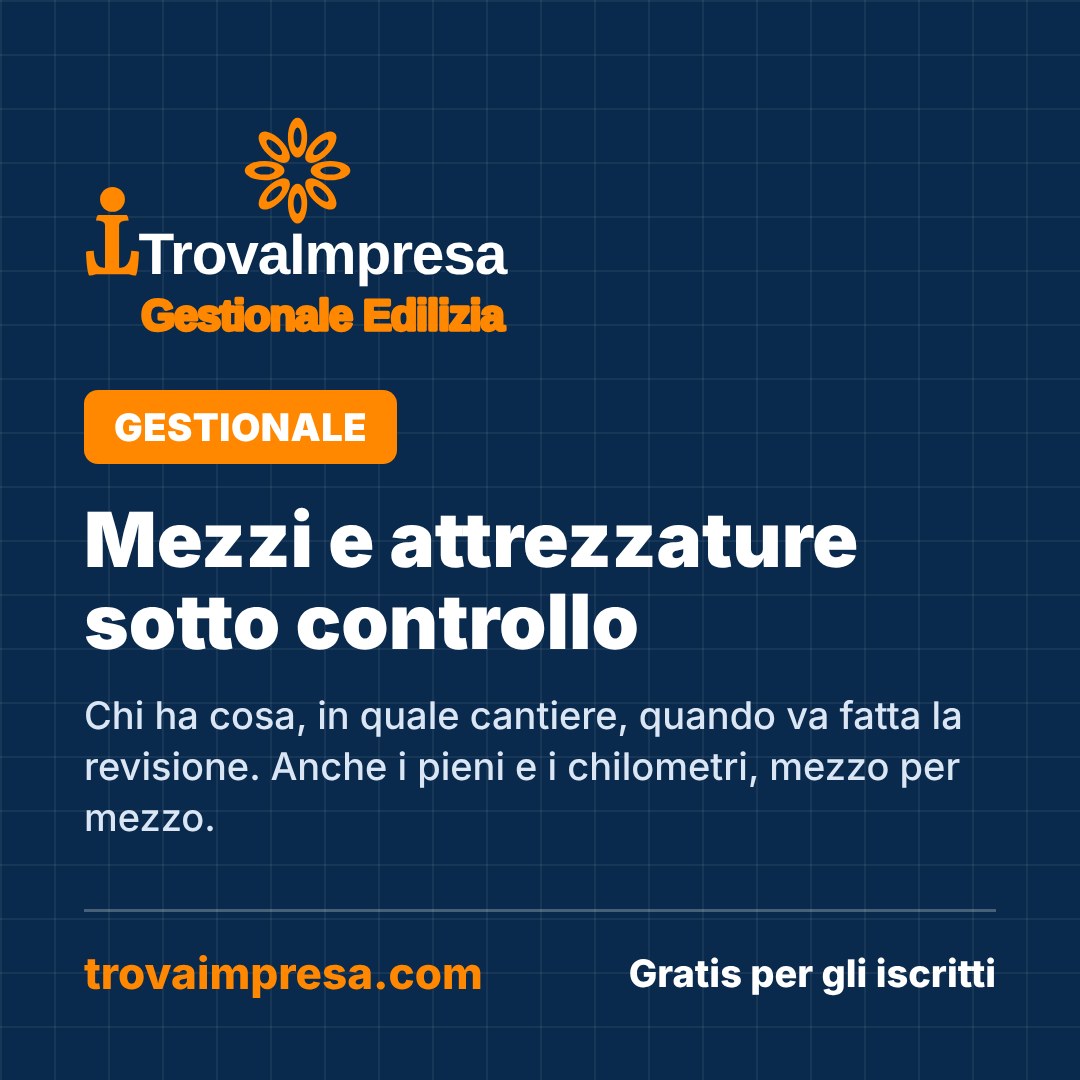 TrovaImpresa
Gestionale Edilizia
GESTIONALE
Mezzi e attrezzature
sotto controllo
Chi ha cosa, in quale cantiere, quando va fatta la
revisione. Anche i pieni e i chilometri, mezzo per
mezzo.
trovaimpresa.com
Gratis per gli iscritti